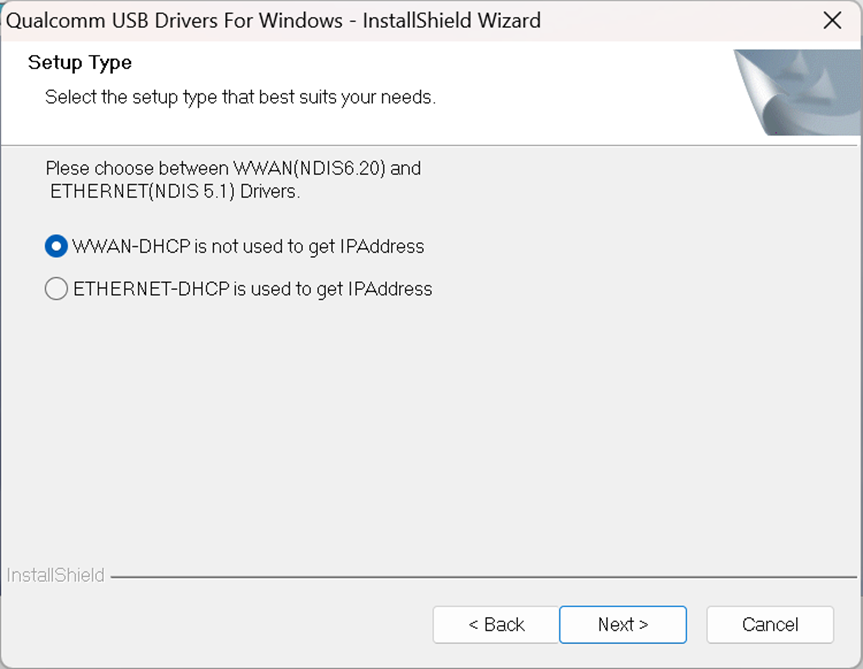 Qualcomm USB Drivers For Windows - InstallShield Wizard
Setup Type
Select the setup type that best suits your needs.
Plese choose between WWAN(NDIS6.20) and
ETHERNET(NDIS 5.1) Drivers.
WWAN-DHCP is not used to get IPAddress
ETHERNET-DHCP is used to get IPAddress
InstallShield
< Back
Next >
Cancel